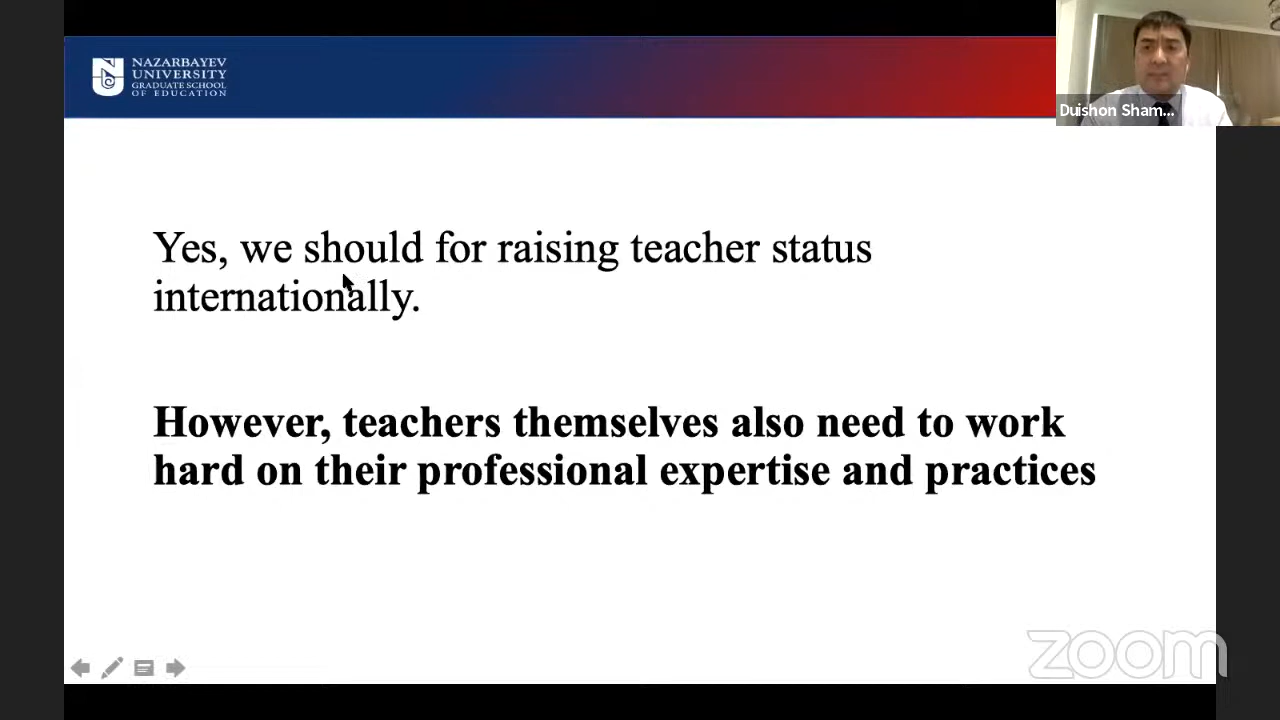 NAZARBAYEV
UNIVERSITY
GRADUATE SCHOOL
OF EDUCATION
Duishon Sham...
Yes, we should for raising teacher status
internationally.
However, teachers themselves also need to work
hard on their professional expertise and practices
zoom